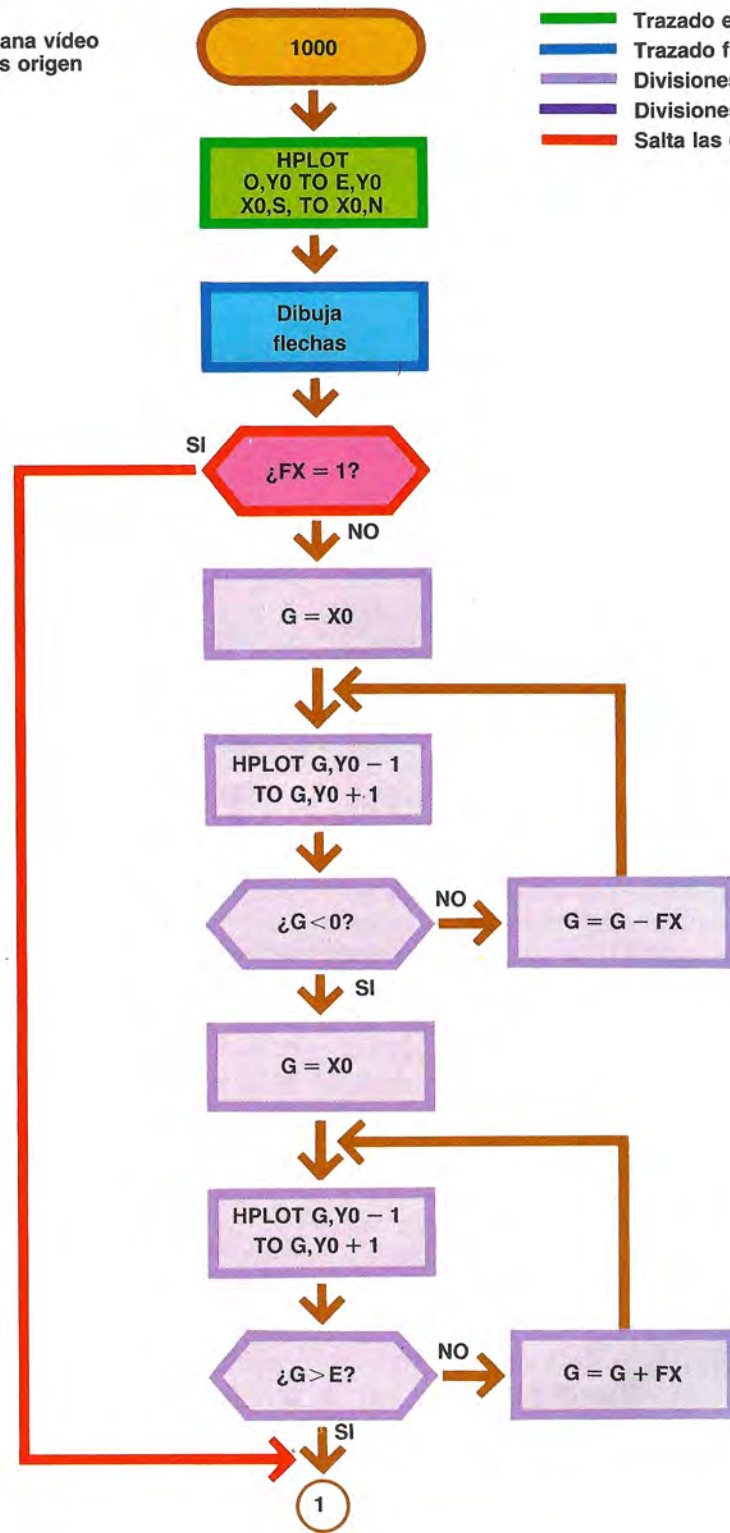 ana vídeo
s origen
Trazado e
Trazado f
Divisiones
Divisiones
Salta las
1000
HPLOT
O,Y0 TO E,Y0
X0,S, TO X0,N
Dibuja
flechas
SI
¿FX = 1?
NO
G = X0
HPLOT G,Y0 − 1
TO G,Y0 + 1
¿G<0?
NO
G = G − FX
SI
G = X0
HPLOT G,Y0 − 1
TO G,Y0 + 1
¿G>E?
NO
G = G + FX
SI
1